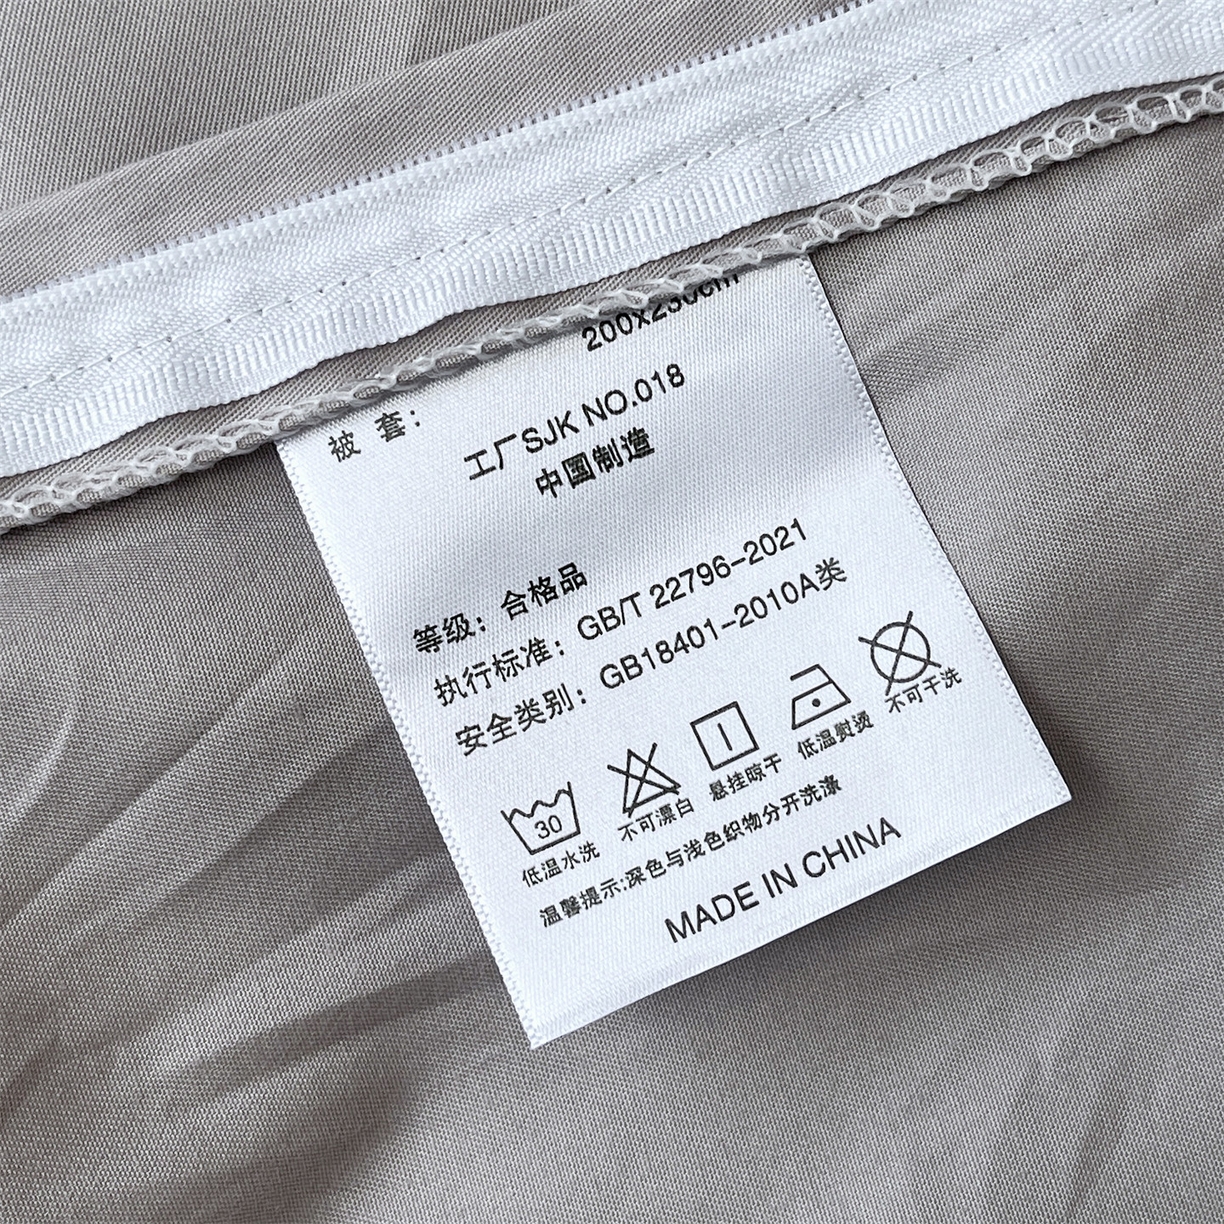 被 套： 200x230cm
工厂SJK NO.018
中国制造
等级：合格品
执行标准：GB/T 22796-2021
安全类别：GB18401-2010A类
30
低温水洗 不可漂白 悬挂晾干 低温熨烫 不可干洗
温馨提示:深色与浅色织物分开洗涤
MADE IN CHINA